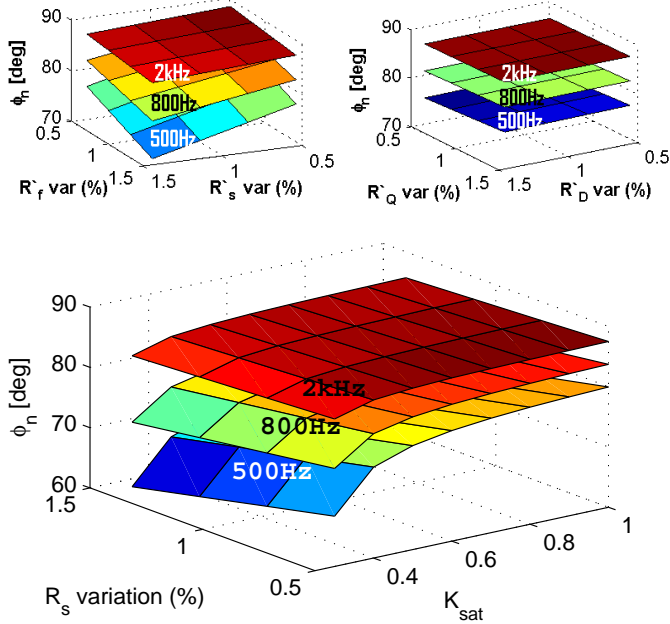 90
80
70
ϕn [deg]
2kHz
800Hz
500Hz
0.5
1
1.5
R`f var (%)
1.5
1
0.5
R`s var (%)
90
80
70
ϕn [deg]
2kHz
800Hz
500Hz
0.5
1
1.5
R`Q var (%)
1.5
1
0.5
R`D var (%)
90
80
70
60
ϕn [deg]
2kHz
800Hz
500Hz
1.5
1
0.5
Rs variation (%)
0.4
0.6
0.8
1
Ksat